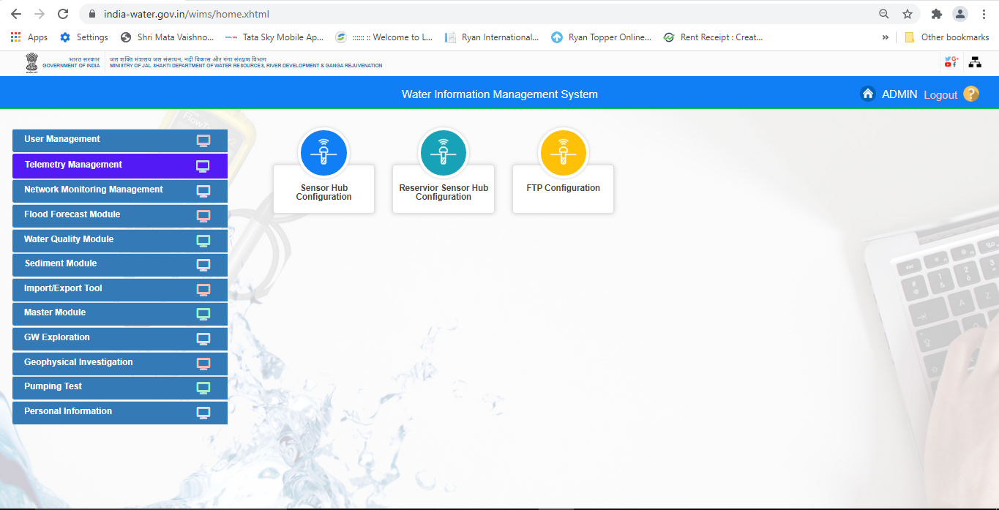 india-water.gov.in/wims/home.xhtml
Apps
Settings
Shri Mata Vaishno...
Tata Sky Mobile Ap...
:::::: :: Welcome to L...
Ryan International...
Ryan Topper Online...
Rent Receipt : Creat...
»
Other bookmarks
भारत सरकार
GOVERNMENT OF INDIA
जल शक्ति मंत्रालय जल संसाधन, नदी विकास और गंगा संरक्षण विभाग
MINISTRY OF JAL SHAKTI DEPARTMENT OF WATER RESOURCES, RIVER DEVELOPMENT & GANGA REJUVENATION
Water Information Management System
ADMIN
Logout
?
User Management
Telemetry Management
Network Monitoring Management
Flood Forecast Module
Water Quality Module
Sediment Module
Import/Export Tool
Master Module
GW Exploration
Geophysical Investigation
Pumping Test
Personal Information
Sensor Hub
Configuration
Reservior Sensor Hub
Configuration
FTP Configuration